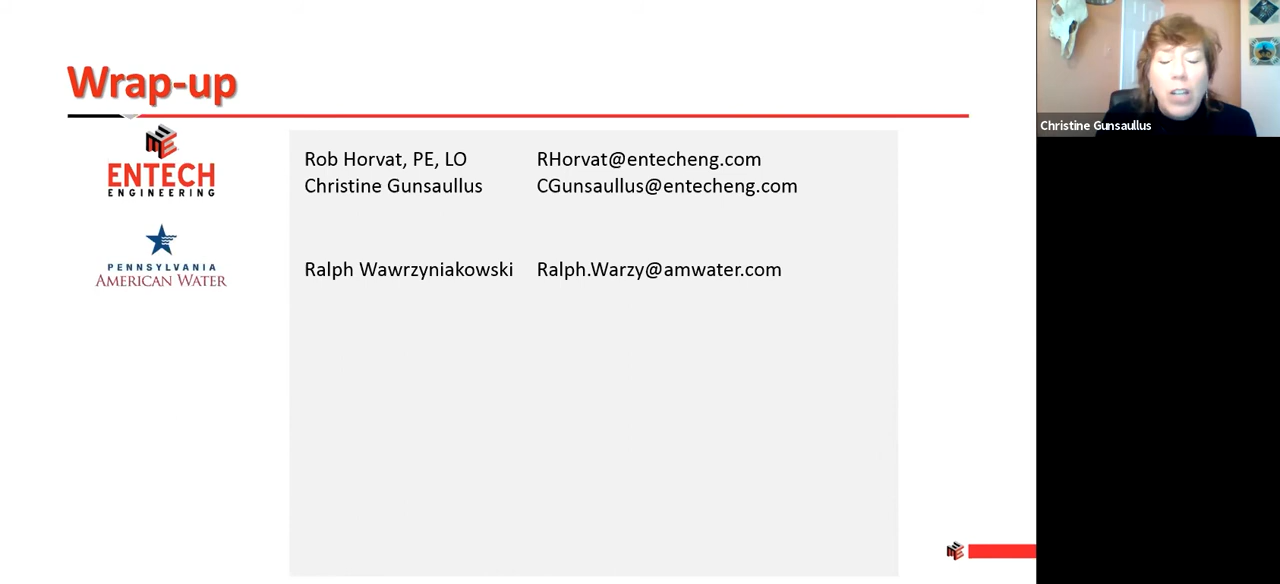 Wrap-up
ENTECH
ENGINEERING
Rob Horvat, PE, LO RHorvat@entecheng.com
Christine Gunsaullus CGunsaullus@entecheng.com
PENNSYLVANIA
AMERICAN WATER
Ralph Wawrzyniakowski Ralph.Warzy@amwater.com
Christine Gunsaullus